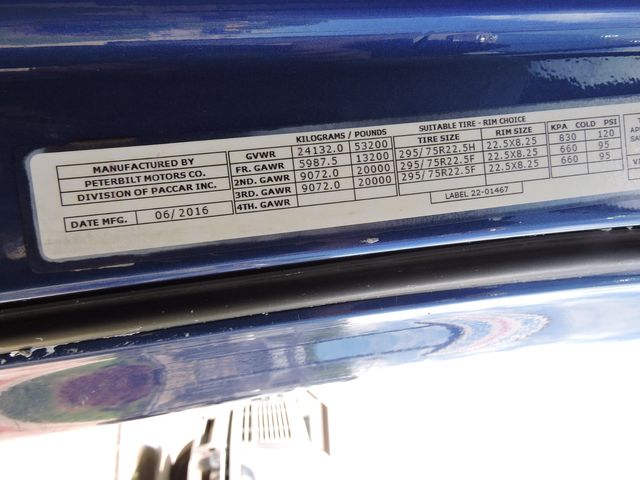 MANUFACTURED BY
PETERBILT MOTORS CO.
DIVISION OF PACCAR INC.
DATE MFG. 06/2016
KILOGRAMS / POUNDS
GVWR 24132.0 53200
FR. GAWR 5987.5 13200
2ND. GAWR 9072.0 20000
3RD. GAWR 9072.0 20000
4TH. GAWR
SUITABLE TIRE - RIM CHOICE
TIRE SIZE RIM SIZE
295/75R22.5H 22.5X8.25
295/75R22.5F 22.5X8.25
295/75R22.5F 22.5X8.25
LABEL 22-01467
KPA COLD PSI
830 120
660 95
660 95